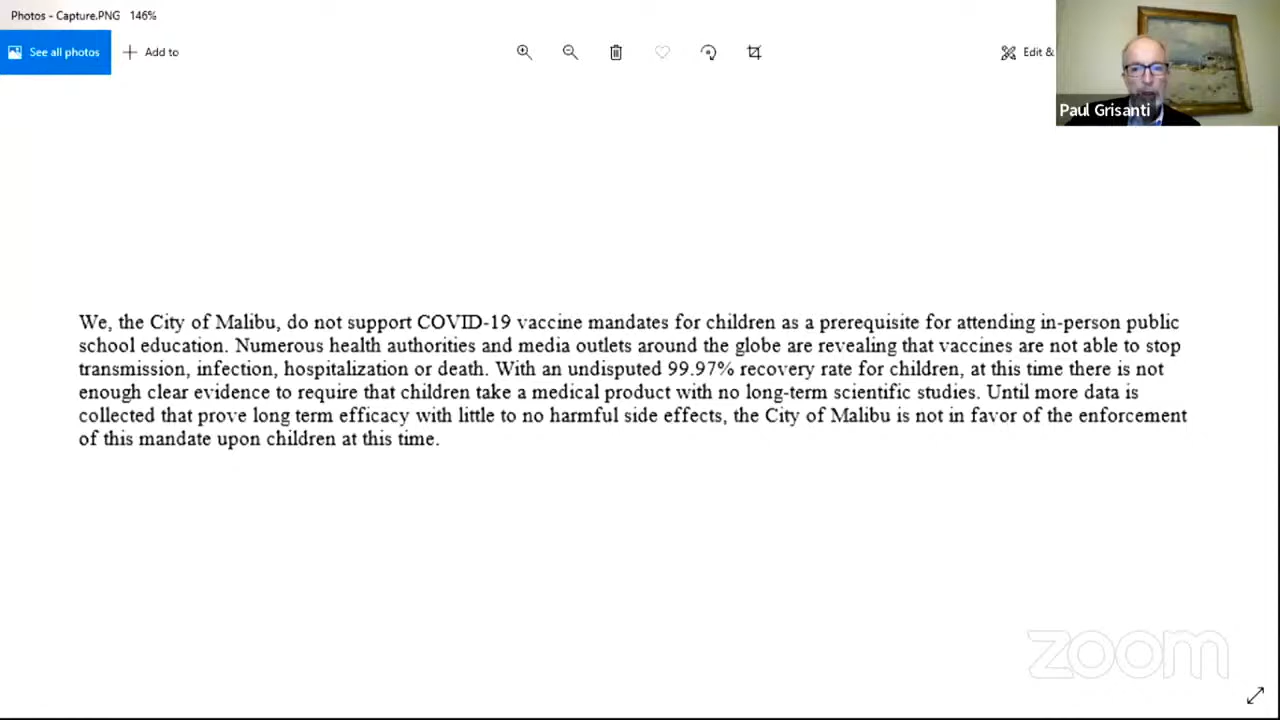 Photos - Capture.PNG 146%
See all photos
Add to
Edit &
Paul Grisanti
We, the City of Malibu, do not support COVID-19 vaccine mandates for children as a prerequisite for attending in-person public
school education. Numerous health authorities and media outlets around the globe are revealing that vaccines are not able to stop
transmission, infection, hospitalization or death. With an undisputed 99.97% recovery rate for children, at this time there is not
enough clear evidence to require that children take a medical product with no long-term scientific studies. Until more data is
collected that prove long term efficacy with little to no harmful side effects, the City of Malibu is not in favor of the enforcement
of this mandate upon children at this time.
zoom